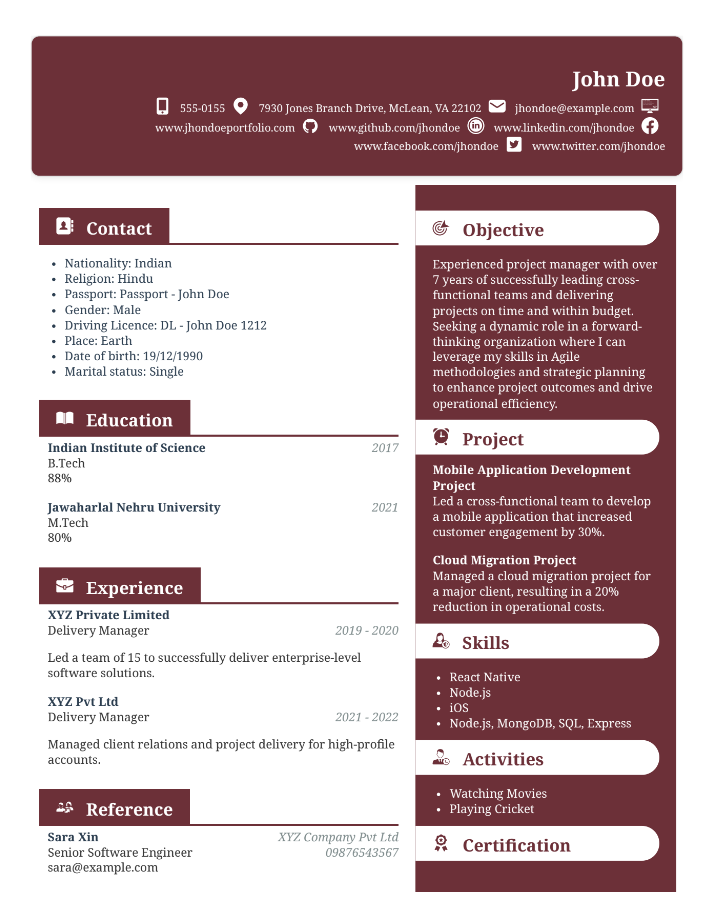 John Doe
555-0155 7930 Jones Branch Drive, McLean, VA 22102 jhondoe@example.com
www.jhondoeportfolio.com www.github.com/jhondoe www.linkedin.com/jhondoe
www.facebook.com/jhondoe www.twitter.com/jhondoe
Contact
• Nationality: Indian
• Religion: Hindu
• Passport: Passport - John Doe
• Gender: Male
• Driving Licence: DL - John Doe 1212
• Place: Earth
• Date of birth: 19/12/1990
• Marital status: Single
Education
Indian Institute of Science 2017
B.Tech
88%
Jawaharlal Nehru University 2021
M.Tech
80%
Experience
XYZ Private Limited
Delivery Manager 2019 - 2020
Led a team of 15 to successfully deliver enterprise-level
software solutions.
XYZ Pvt Ltd
Delivery Manager 2021 - 2022
Managed client relations and project delivery for high-profile
accounts.
Reference
Sara Xin XYZ Company Pvt Ltd
Senior Software Engineer 09876543567
sara@example.com
Objective
Experienced project manager with over
7 years of successfully leading cross-
functional teams and delivering
projects on time and within budget.
Seeking a dynamic role in a forward-
thinking organization where I can
leverage my skills in Agile
methodologies and strategic planning
to enhance project outcomes and drive
operational efficiency.
Project
Mobile Application Development
Project
Led a cross-functional team to develop
a mobile application that increased
customer engagement by 30%.
Cloud Migration Project
Managed a cloud migration project for
a major client, resulting in a 20%
reduction in operational costs.
Skills
• React Native
• Node.js
• iOS
• Node.js, MongoDB, SQL, Express
Activities
• Watching Movies
• Playing Cricket
Certification